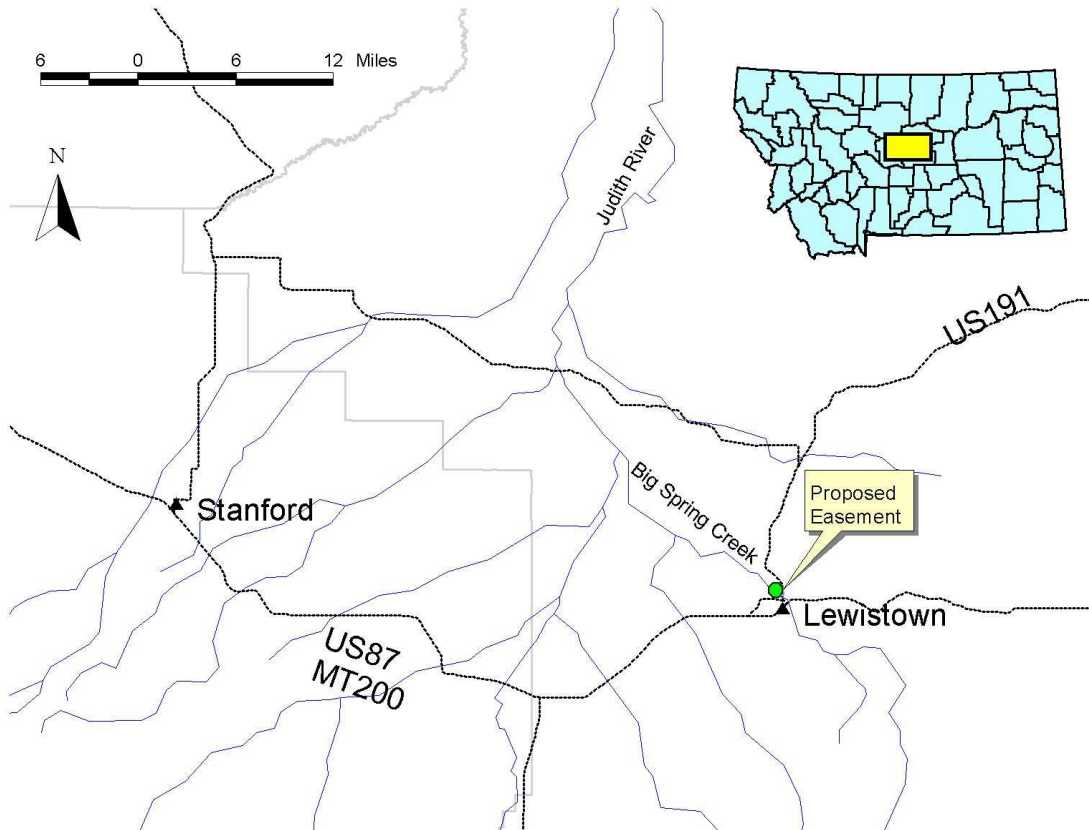 6 0 6 12 Miles
N
Judith River
US191
Proposed
Easement
Big Spring Creek
Stanford
Lewistown
US87
MT200